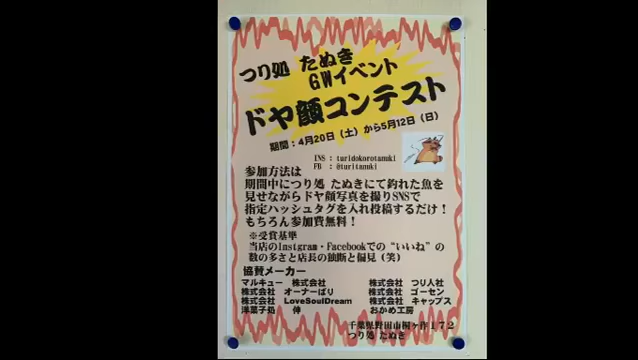 つり処 たぬき
GWイベント
ドヤ顔コンテスト
期間：4月20日（土）から5月12日（日）
INS : turidokorotanuki
FB : @turitanuki
参加方法は
期間中につり処 たぬきにて釣れた魚を
見せながらドヤ顔写真を撮りSNSで
指定ハッシュタグを入れ投稿するだけ！
もちろん参加費無料！
※受賞基準
当店のInstgram・Facebookでの“いいね”の
数の多さと店長の独断と偏見（笑）
協賛メーカー
マルキュー 株式会社 株式会社 つり人社
株式会社 オーナーばり 株式会社 ゴーセン
株式会社 LoveSoulDream 株式会社 キャップス
洋菓子処 伸 おかめ工房
千葉県野田市桐ヶ作172
つり処 たぬき